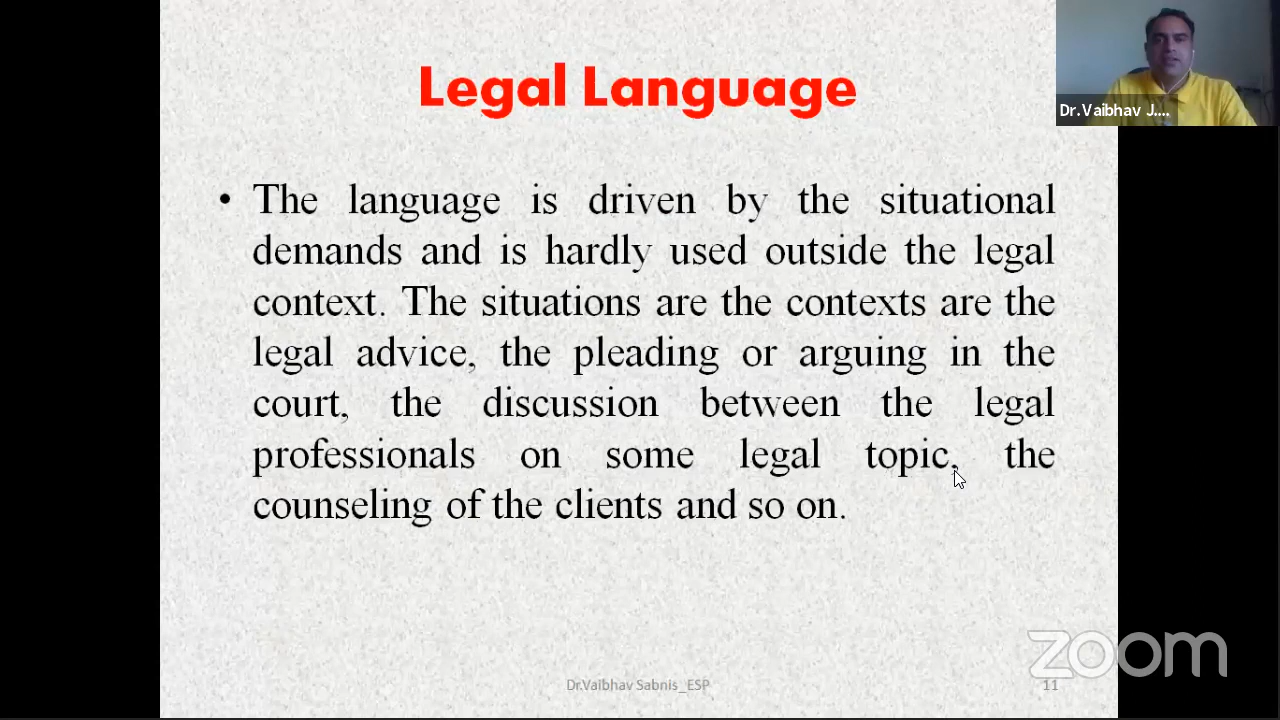 Legal Language
Dr.Vaibhav J....
• The language is driven by the situational
demands and is hardly used outside the legal
context. The situations are the contexts are the
legal advice, the pleading or arguing in the
court, the discussion between the legal
professionals on some legal topic, the
counseling of the clients and so on.
zoom
Dr.Vaibhav Sabnis_ESP
11